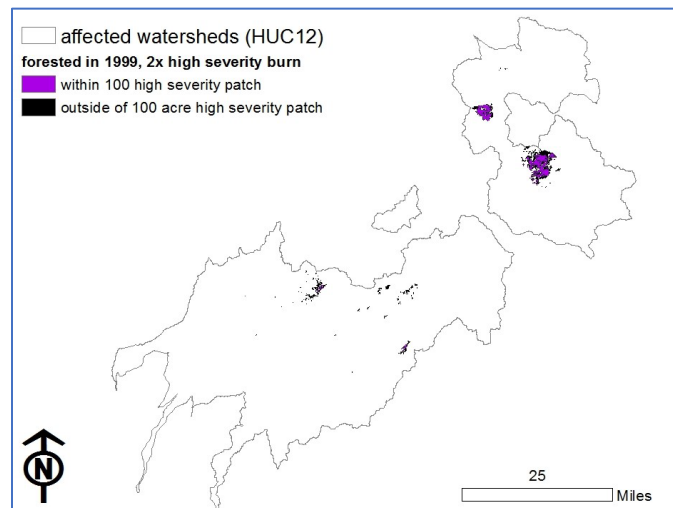 affected watersheds (HUC12)
forested in 1999, 2x high severity burn
within 100 high severity patch
outside of 100 acre high severity patch
N
25
Miles